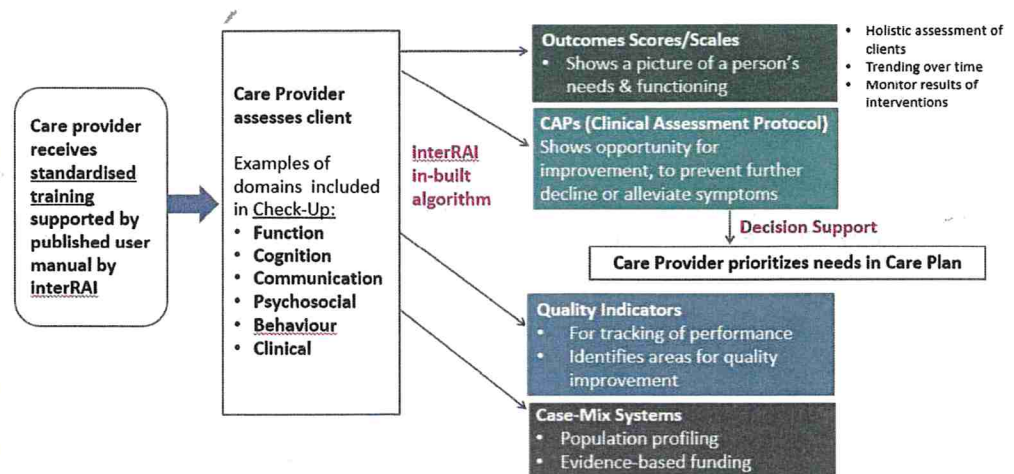 Care provider
receives
standardised
training
supported by
published user
manual by
interRAI
Care Provider
assesses client
Examples of
domains included
in Check-Up:
• Function
• Cognition
• Communication
• Psychosocial
• Behaviour
• Clinical
interRAI
in-built
algorithm
Outcomes Scores/Scales
• Shows a picture of a person's
needs & functioning
• Holistic assessment of
clients
• Trending over time
• Monitor results of
interventions
CAPs (Clinical Assessment Protocol)
Shows opportunity for
improvement, to prevent further
decline or alleviate symptoms
Decision Support
Care Provider prioritizes needs in Care Plan
Quality Indicators
• For tracking of performance
• Identifies areas for quality
improvement
Case-Mix Systems
• Population profiling
• Evidence-based funding